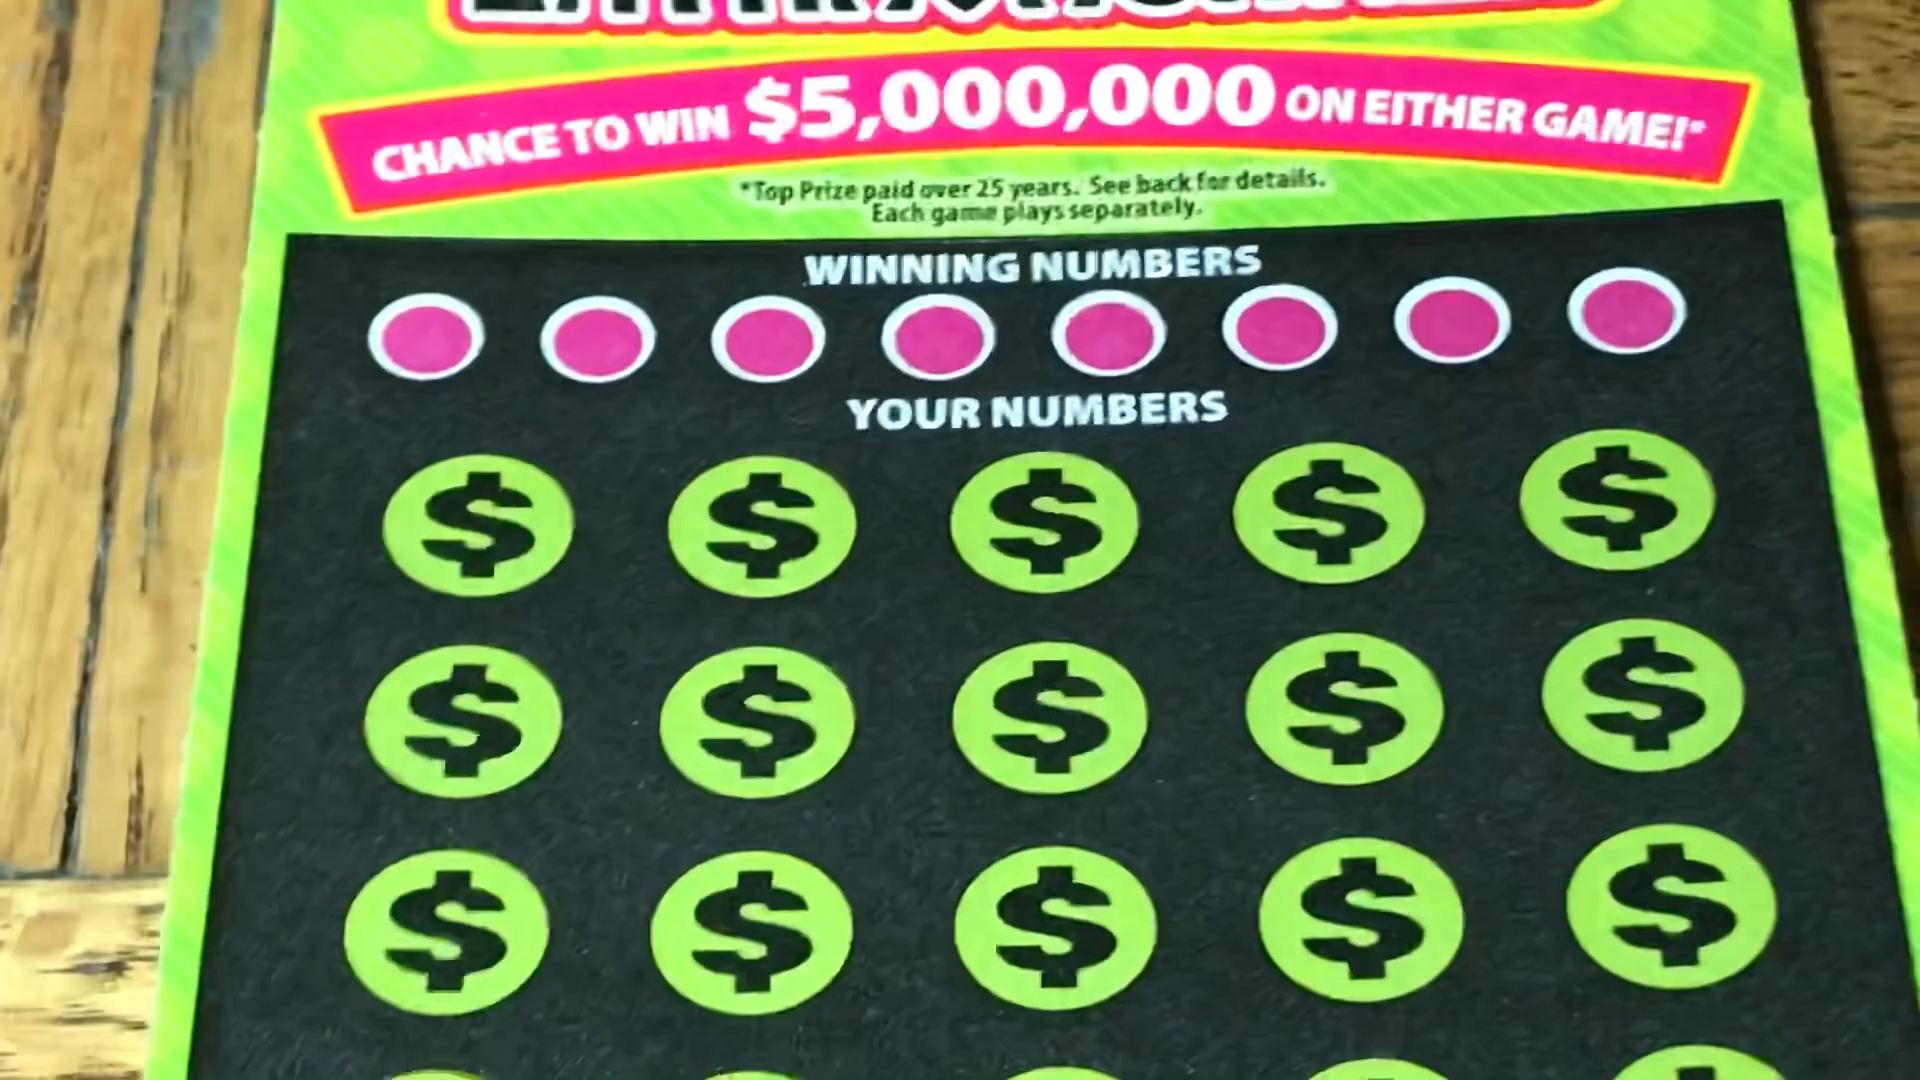 CHANCE TO WIN $5,000,000 ON EITHER GAME!*
*Top Prize paid over 25 years. See back for details.
Each game plays separately.
WINNING NUMBERS
YOUR NUMBERS
$ $ $ $ $
$ $ $ $ $
$ $ $ $ $